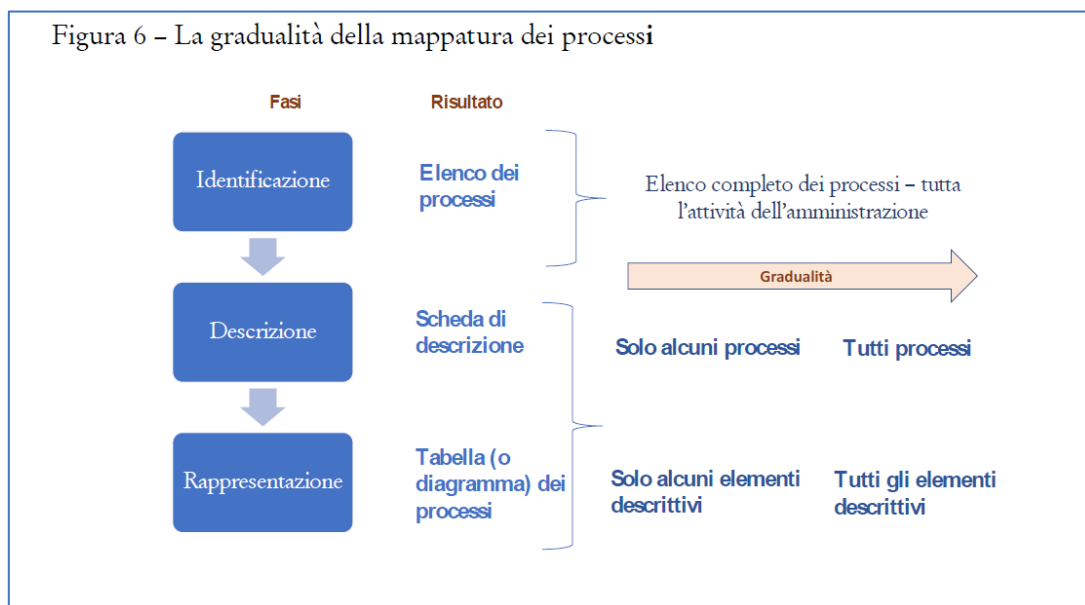 Figura 6 – La gradualità della mappatura dei processi
Fasi
Risultato
Identificazione
Elenco dei
processi
Elenco completo dei processi – tutta
l'attività dell'amministrazione
Gradualità
Descrizione
Scheda di
descrizione
Solo alcuni processi
Tutti processi
Rappresentazione
Tabella (o
diagramma) dei
processi
Solo alcuni elementi
descrittivi
Tutti gli elementi
descrittivi